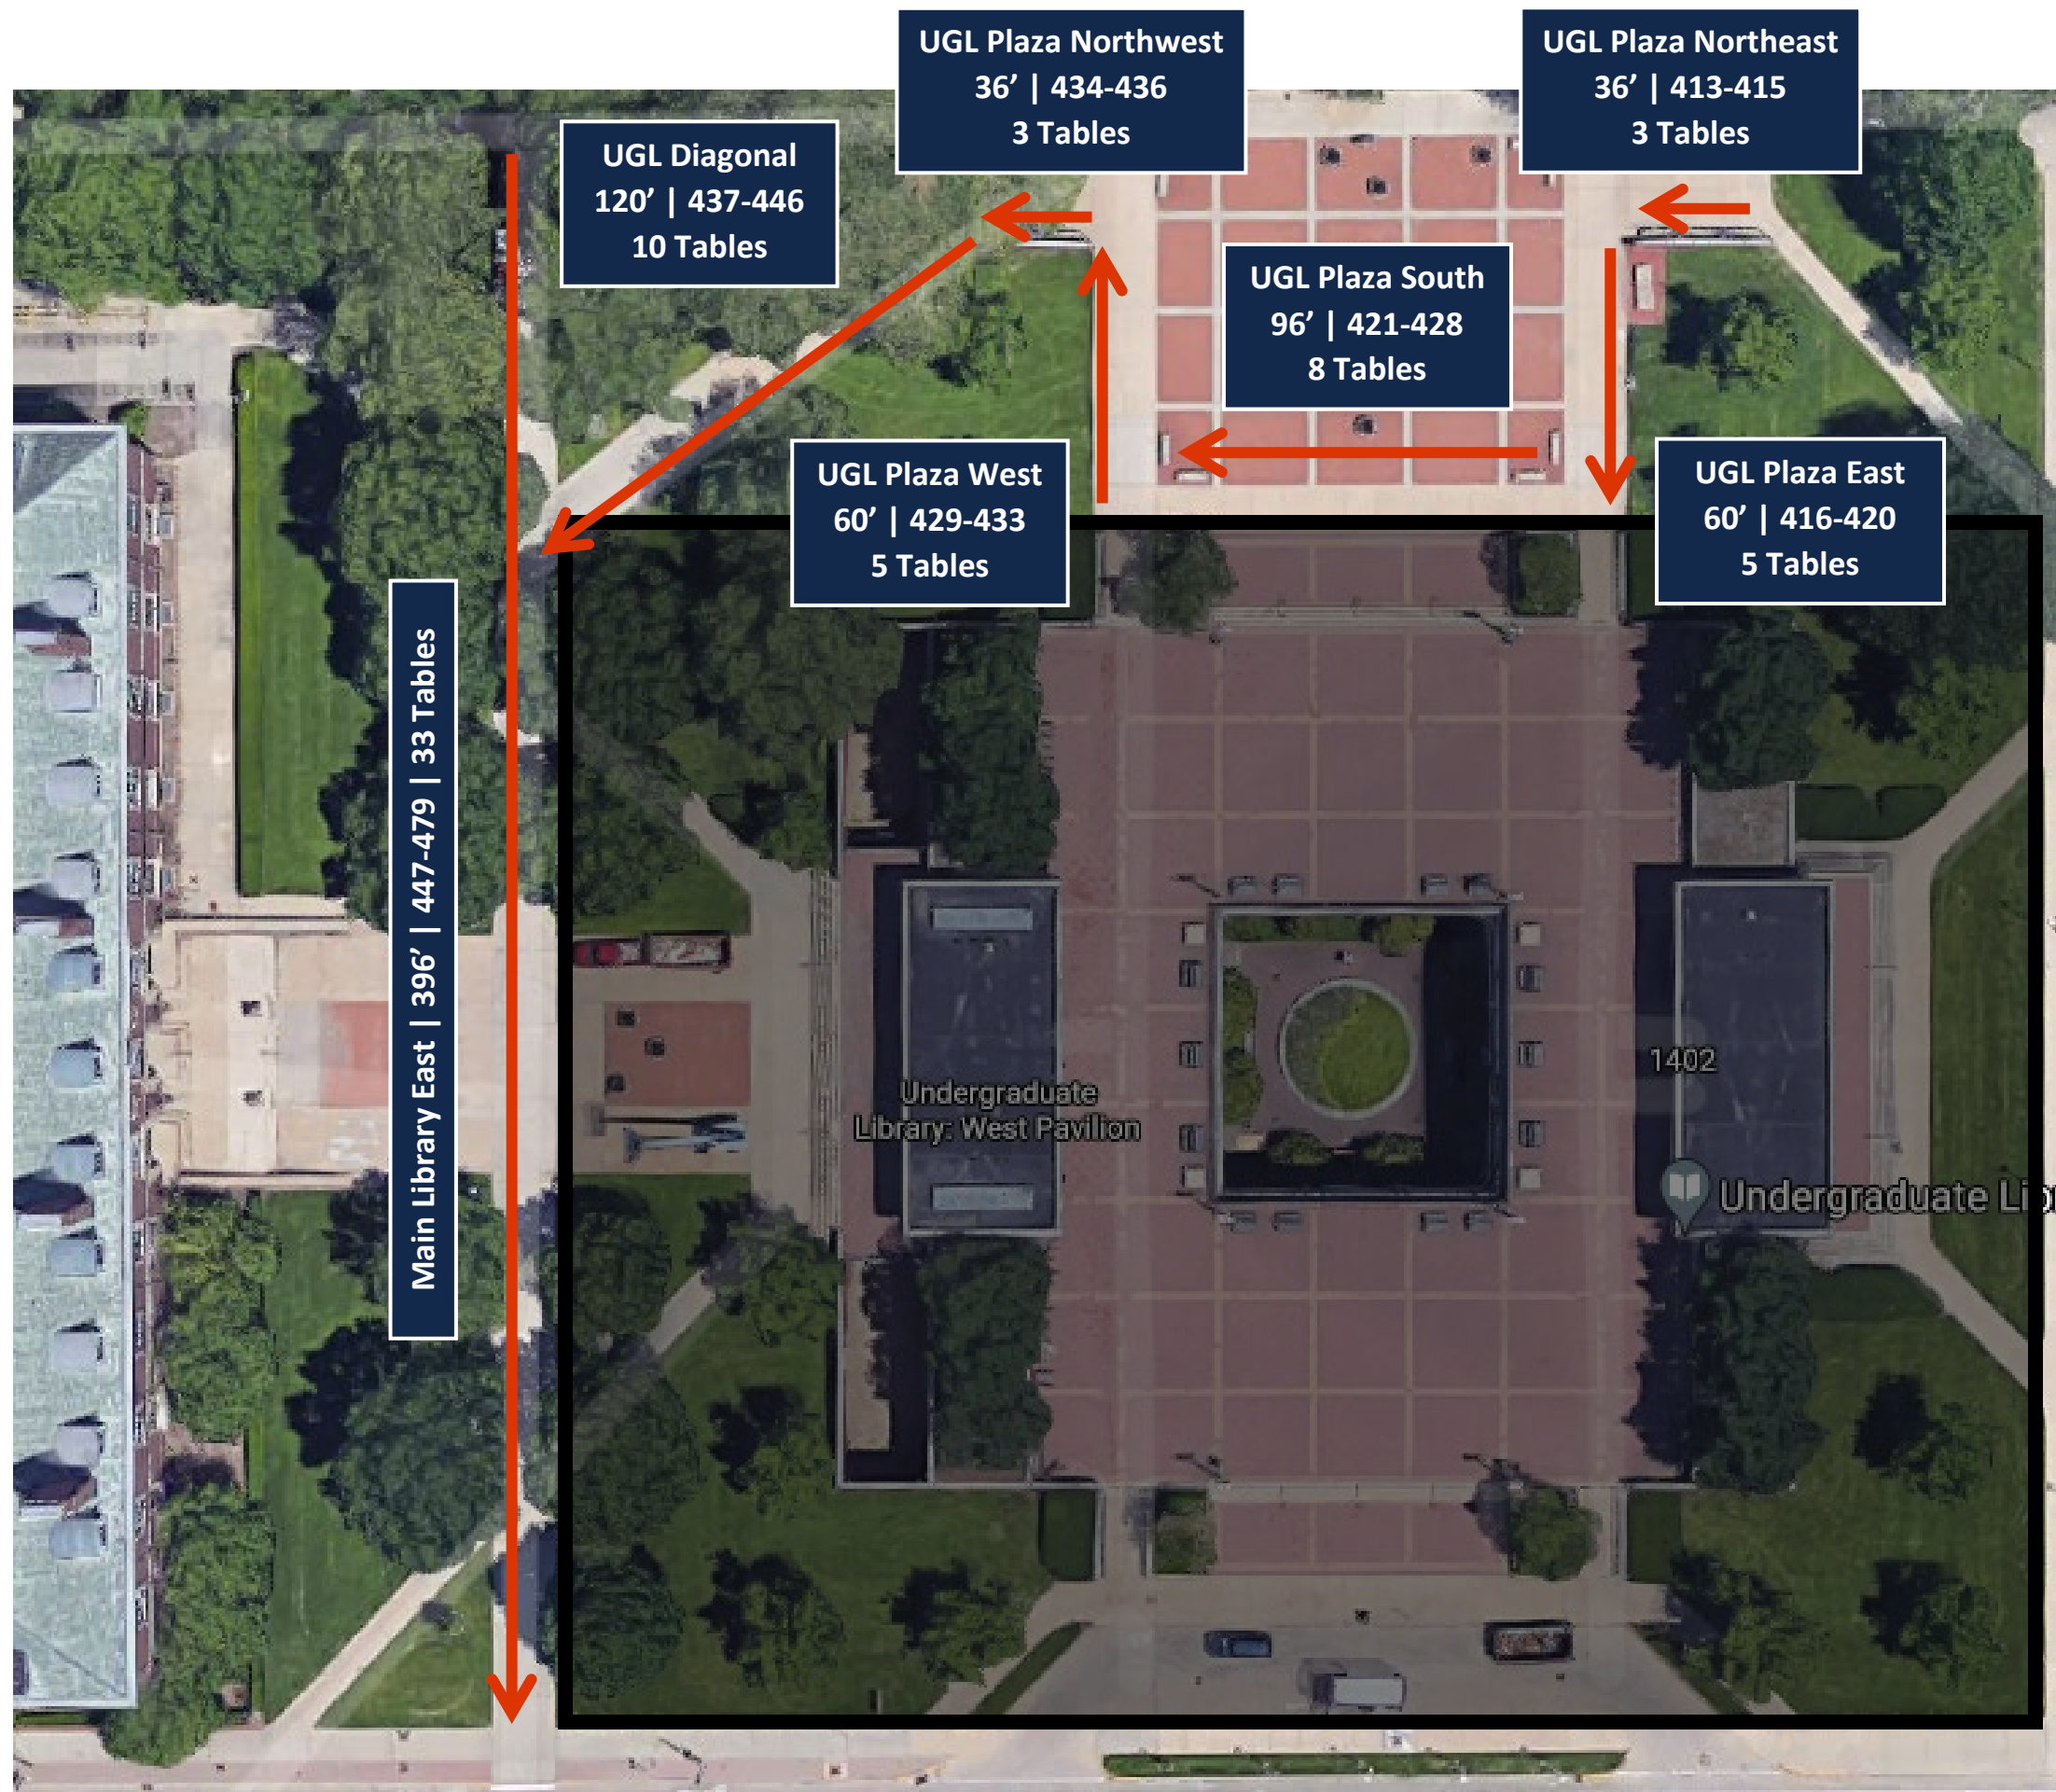 UGL Plaza Northwest
36’ | 434-436
3 Tables
UGL Plaza Northeast
36’ | 413-415
3 Tables
UGL Diagonal
120’ | 437-446
10 Tables
UGL Plaza South
96’ | 421-428
8 Tables
UGL Plaza West
60’ | 429-433
5 Tables
UGL Plaza East
60’ | 416-420
5 Tables
Main Library East | 396’ | 447-479 | 33 Tables
1402
Undergraduate
Library: West Pavilion
Undergraduate